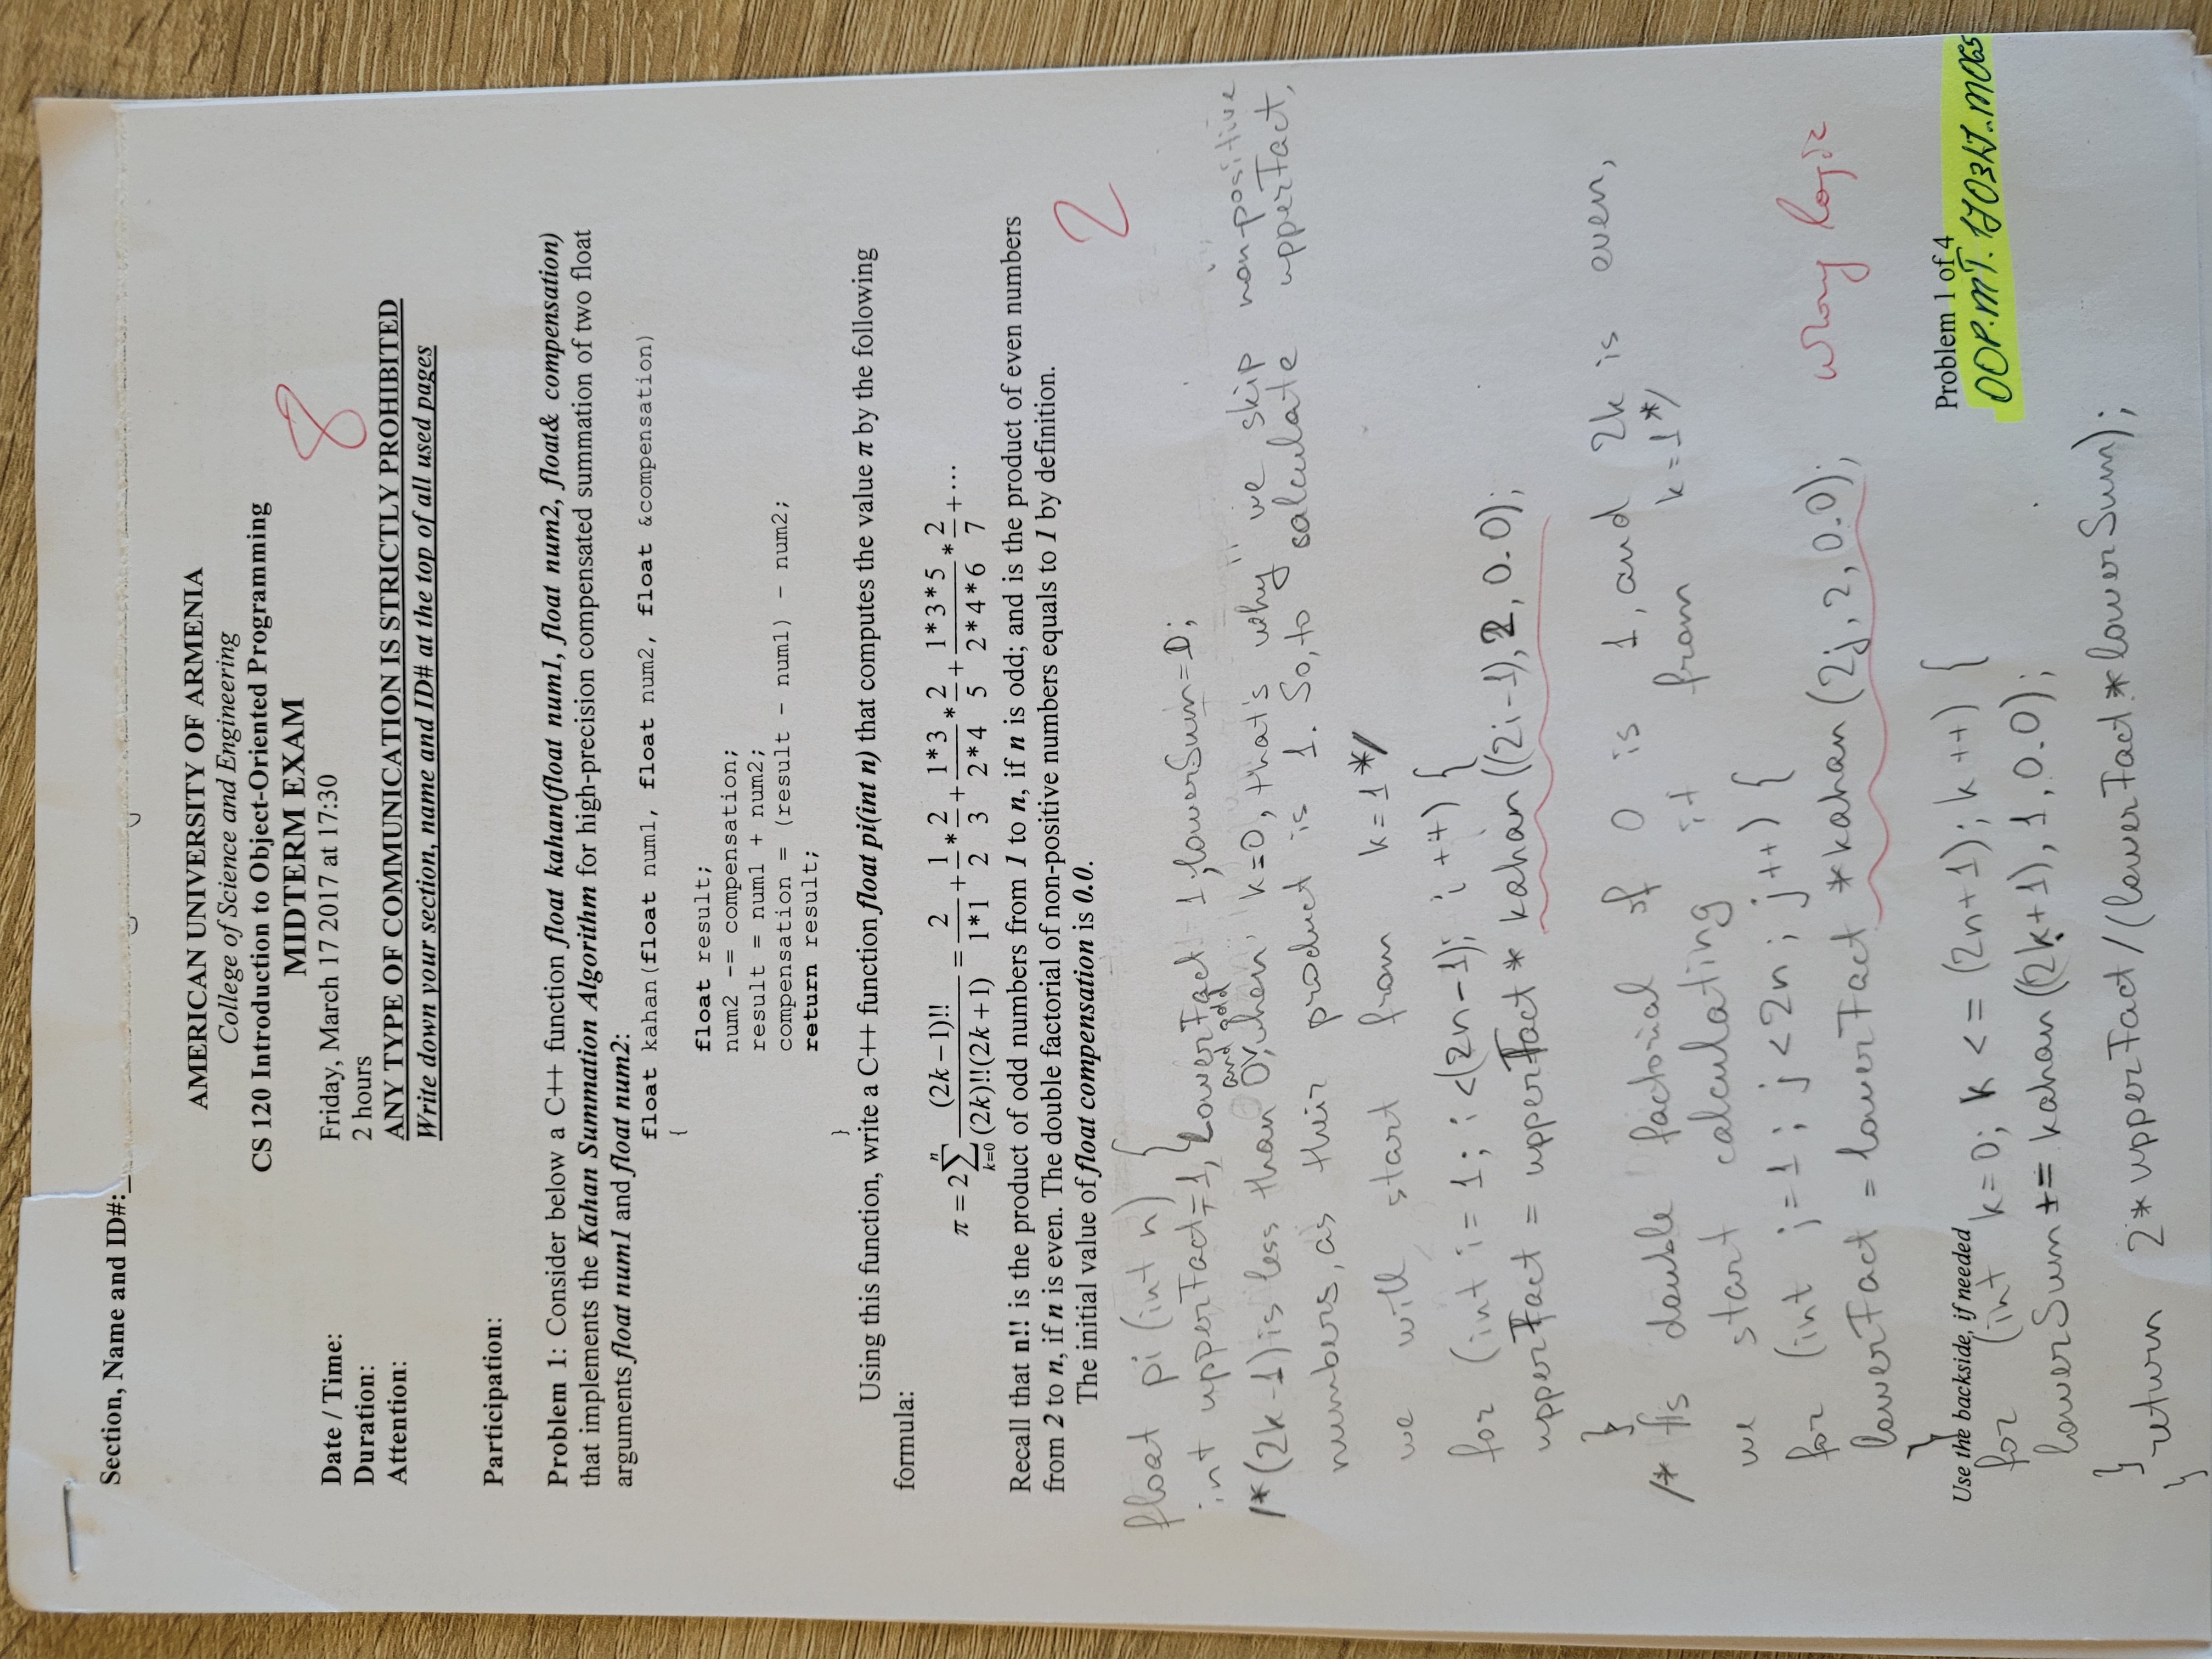 Section, Name and ID#:_
AMERICAN UNIVERSITY OF ARMENIA
College of Science and Engineering
CS 120 Introduction to Object-Oriented Programming
MIDTERM EXAM
8
Date / Time: Friday, March 17 2017 at 17:30
Duration: 2 hours
Attention: ANY TYPE OF COMMUNICATION IS STRICTLY PROHIBITED
Write down your section, name and ID# at the top of all used pages
Participation:
Problem 1: Consider below a C++ function float kahan(float num1, float num2, float& compensation)
that implements the Kahan Summation Algorithm for high-precision compensated summation of two float
arguments float num1 and float num2:
float kahan(float num1, float num2, float &compensation)
{
float result;
num2 -= compensation;
result = num1 + num2;
compensation = (result - num1) - num2;
return result;
}
Using this function, write a C++ function float pi(int n) that computes the value π by the following
formula:
π = 2 ∑_{k=0}^{n} (2k−1)!! / ((2k)!!(2k+1)) = 2/(1*1) + 1/2 * 2/3 + (1*3)/(2*4) * 2/5 + (1*3*5)/(2*4*6) * 2/7 + ⋯
Recall that n!! is the product of odd numbers from 1 to n, if n is odd; and is the product of even numbers
from 2 to n, if n is even. The double factorial of non-positive numbers equals to 1 by definition.
The initial value of float compensation is 0.0.
2
float pi (int n) {
int upperFact=1, LowerFact 1, lowerSum=0;
/*(2k-1) is less than 0 and odd, when k=0, that's why we skip non-positive
numbers, as their product is 1. So, to calculate upperFact,
we will start from k=1*/
for (int i=1; i<(2n-1); i++) {
upperFact = upperFact * kahan((2i-1), 2, 0.0);
}
/* As double factorial of 0 is 1, and 2k is even,
we start calculating it from k=1*/
for (int j=1; j<2n; j++) {
lowerFact = lowerFact *kahan(2j, 2, 0.0); wrong logic
}
Use the backside, if needed
Problem 1 of 4
for (int k=0; k <= (2n+1); k++) {
OOP.MT.170317.M065
lowerSum += kahan((2k+1), 1, 0.0);
}
return 2*upperFact/(lowerFact*lowerSum);
}